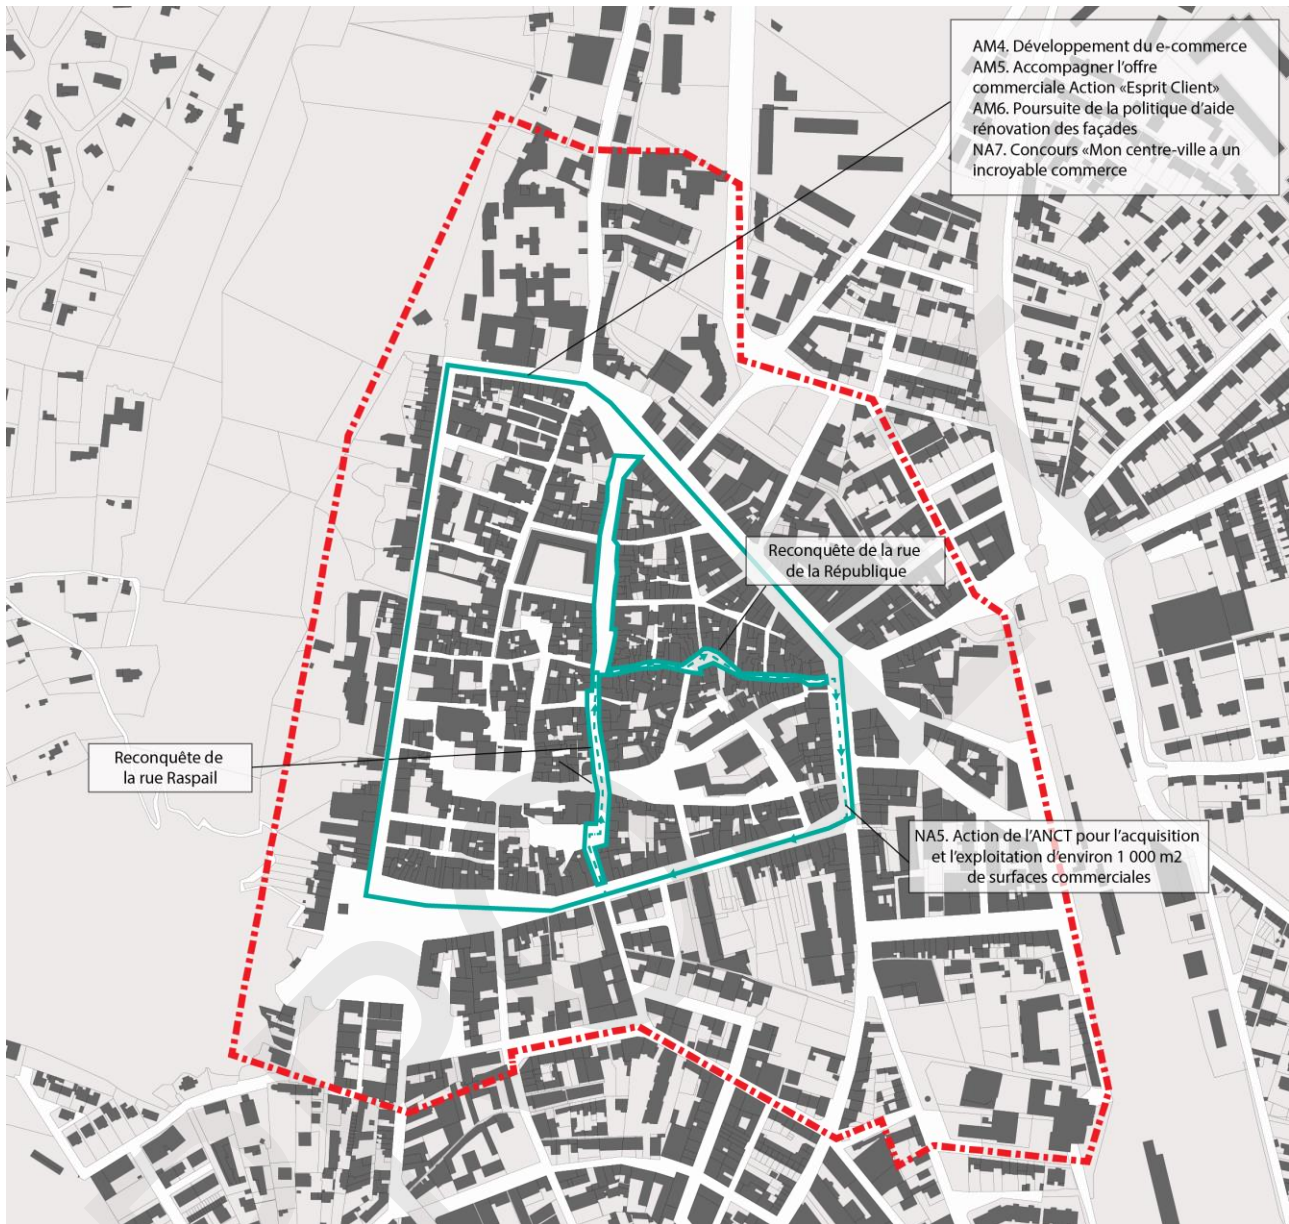 AM4. Développement du e-commerce
AM5. Accompagner l'offre
commerciale Action «Esprit Client»
AM6. Poursuite de la politique d'aide
rénovation des façades
NA7. Concours «Mon centre-ville a un
incroyable commerce
Reconquête de la rue
de la République
Reconquête de
la rue Raspail
NA5. Action de l'ANCT pour l'acquisition
et l'exploitation d'environ 1 000 m2
de surfaces commerciales